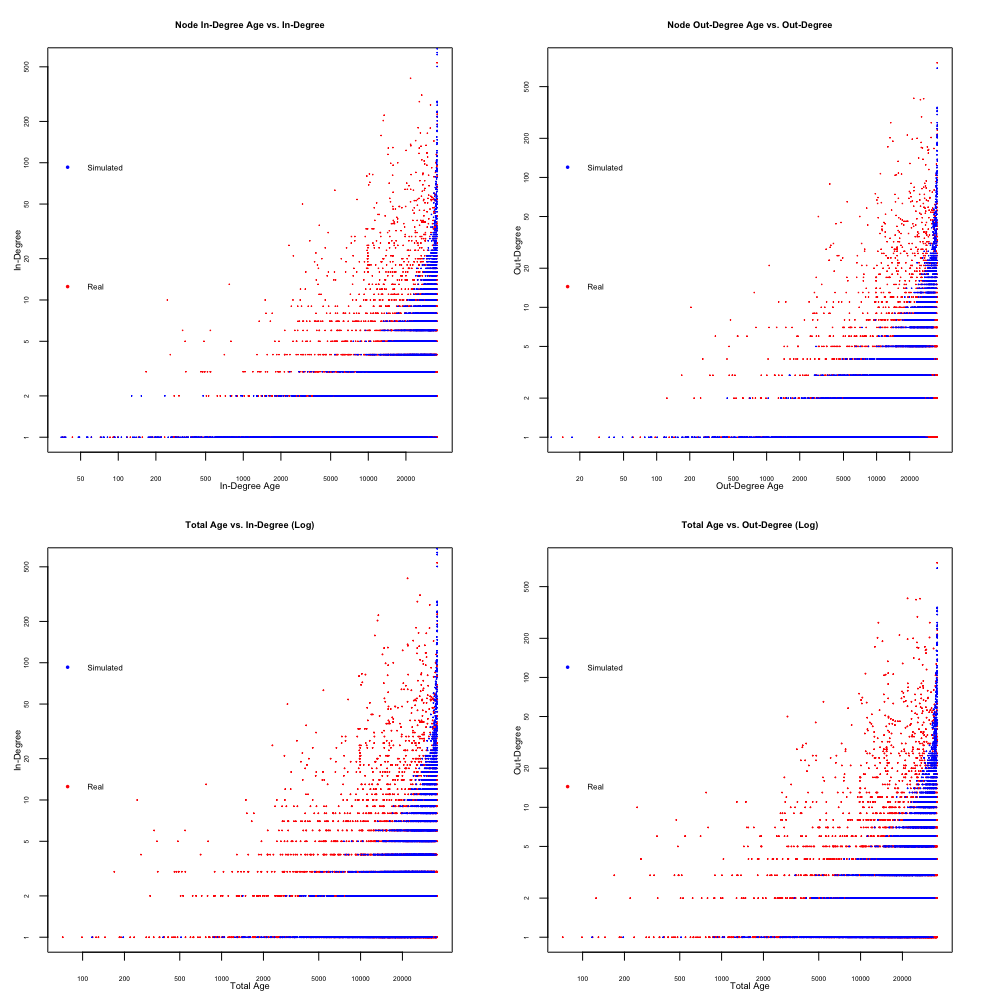 Node In-Degree Age vs. In-Degree
In-Degree
500
200
100
50
20
10
5
2
1
Simulated
Real
50 100 200 500 1000 2000 5000 10000 20000
In-Degree Age
Node Out-Degree Age vs. Out-Degree
Out-Degree
500
200
100
50
20
10
5
2
1
Simulated
Real
20 50 100 200 500 1000 2000 5000 10000 20000
Out-Degree Age
Total Age vs. In-Degree (Log)
In-Degree
500
200
100
50
20
10
5
2
1
Simulated
Real
100 200 500 1000 2000 5000 10000 20000
Total Age
Total Age vs. Out-Degree (Log)
Out-Degree
500
200
100
50
20
10
5
2
1
Simulated
Real
100 200 500 1000 2000 5000 10000 20000
Total Age